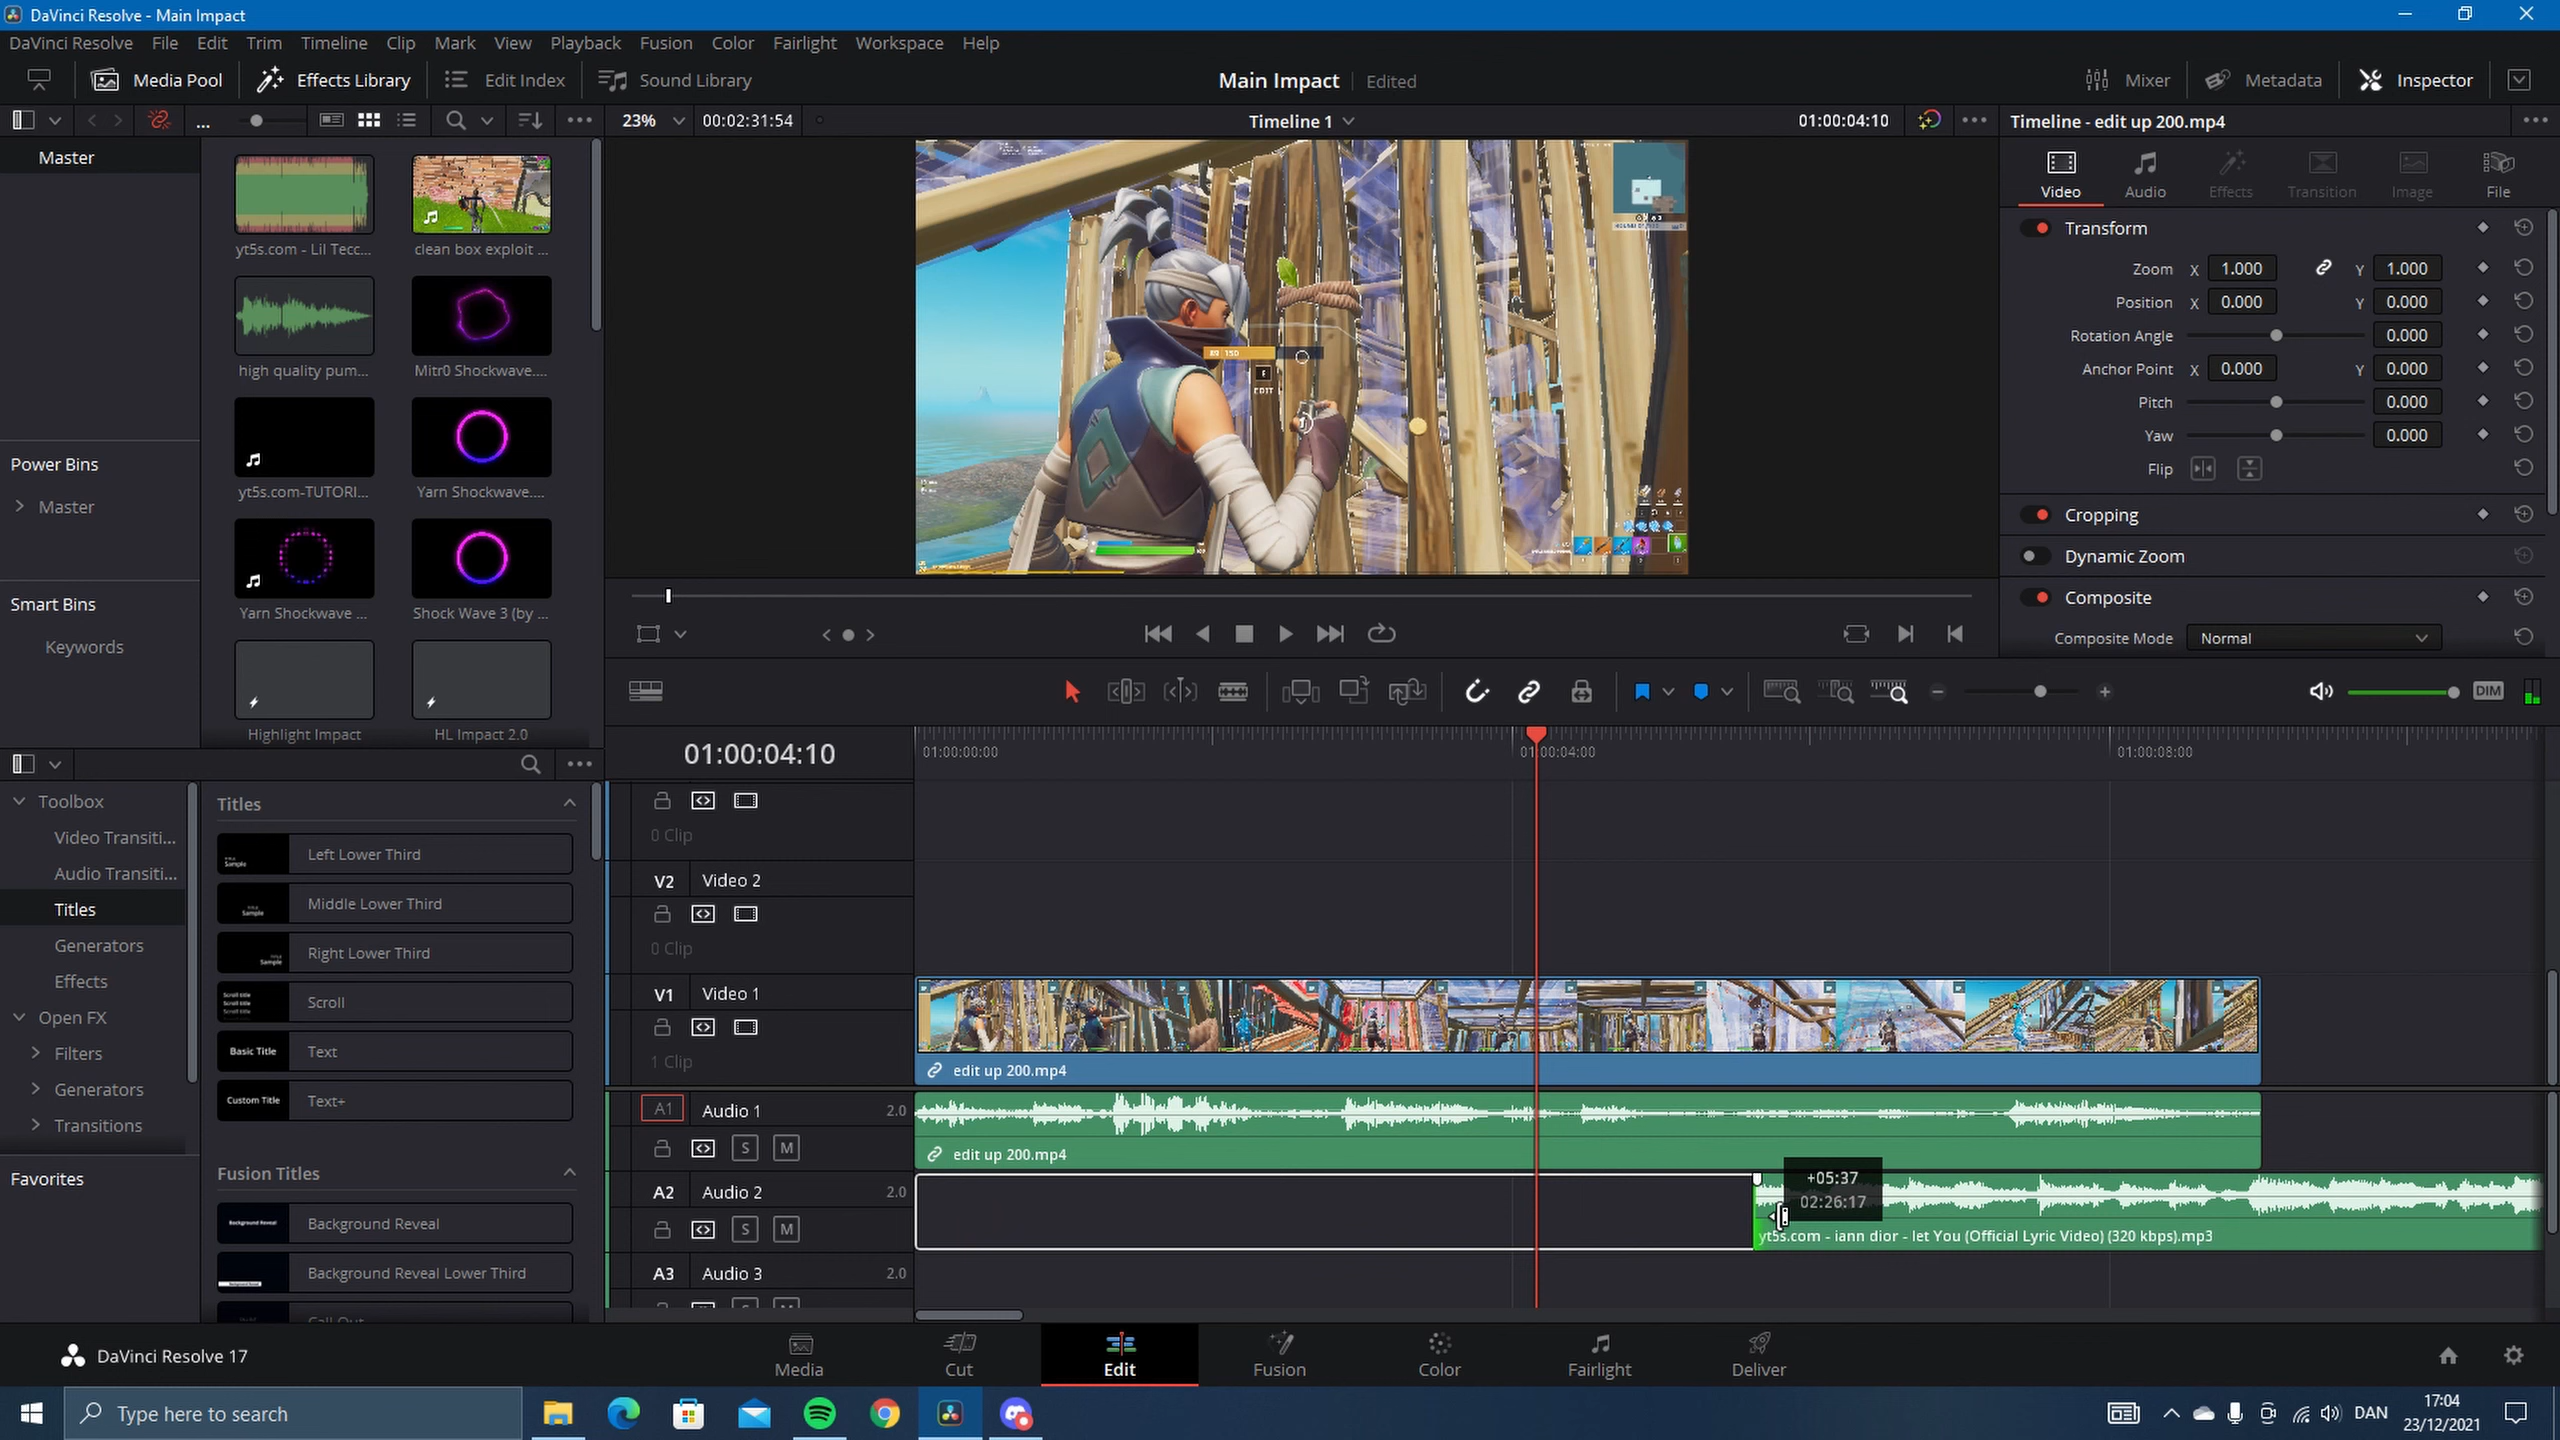 DaVinci Resolve - Main Impact
DaVinci Resolve File Edit Trim Timeline Clip Mark View Playback Fusion Color Fairlight Workspace Help
Media Pool Effects Library Edit Index Sound Library Main Impact Edited Mixer Metadata Inspector
... 23% 00:02:31:54 Timeline 1 01:00:04:10 Timeline - edit up 200.mp4
Master
Power Bins
Master
Smart Bins
Keywords
yt5s.com - Lil Tecc... clean box exploit ...
high quality pum... Mitr0 Shockwave....
yt5s.com-TUTORI... Yarn Shockwave....
Yarn Shockwave ... Shock Wave 3 (by ...
Highlight Impact HL Impact 2.0
89 150
F
EDIT
Video Audio Effects Transition Image File
Transform
Zoom X 1.000 Y 1.000
Position X 0.000 Y 0.000
Rotation Angle 0.000
Anchor Point X 0.000 Y 0.000
Pitch 0.000
Yaw 0.000
Flip
Cropping
Dynamic Zoom
Composite
Composite Mode Normal
DIM
Toolbox
Video Transiti...
Audio Transiti...
Titles
Generators
Effects
Open FX
Filters
Generators
Transitions
Favorites
Titles
Sample Left Lower Third
Sample Middle Lower Third
Sample Right Lower Third
Scroll
Basic Title Text
Custom Title Text+
Fusion Titles
Background Reveal Background Reveal
Background Reveal Lower Third
01:00:04:10 01:00:00:00 01:00:04:00 01:00:08:00
0 Clip
V2 Video 2
0 Clip
V1 Video 1
1 Clip
edit up 200.mp4
A1 Audio 1 2.0
S M
edit up 200.mp4
A2 Audio 2 2.0
S M
+05:37
02:26:17
yt5s.com - iann dior - let You (Official Lyric Video) (320 kbps).mp3
A3 Audio 3 2.0
DaVinci Resolve 17
Media Cut Edit Fusion Color Fairlight Deliver
Type here to search
DAN
17:04
23/12/2021